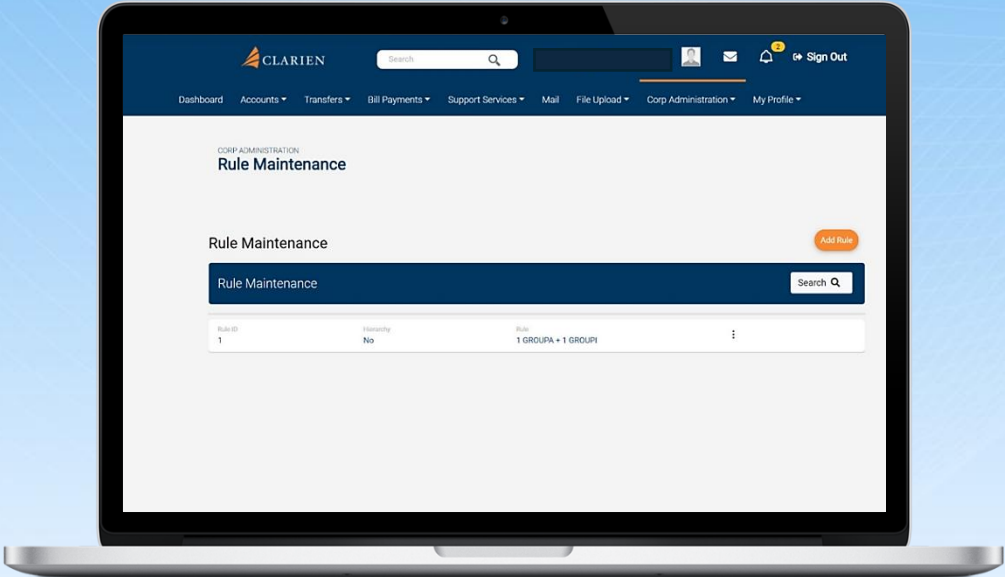 CLARIEN
Search
2
Sign Out
Dashboard Accounts Transfers Bill Payments Support Services Mail File Upload Corp Administration My Profile
CORP ADMINISTRATION
Rule Maintenance
Rule Maintenance
Add Rule
Rule Maintenance
Search
Rule ID Hierarchy Rule
1 No 1 GROUPA + 1 GROUPI